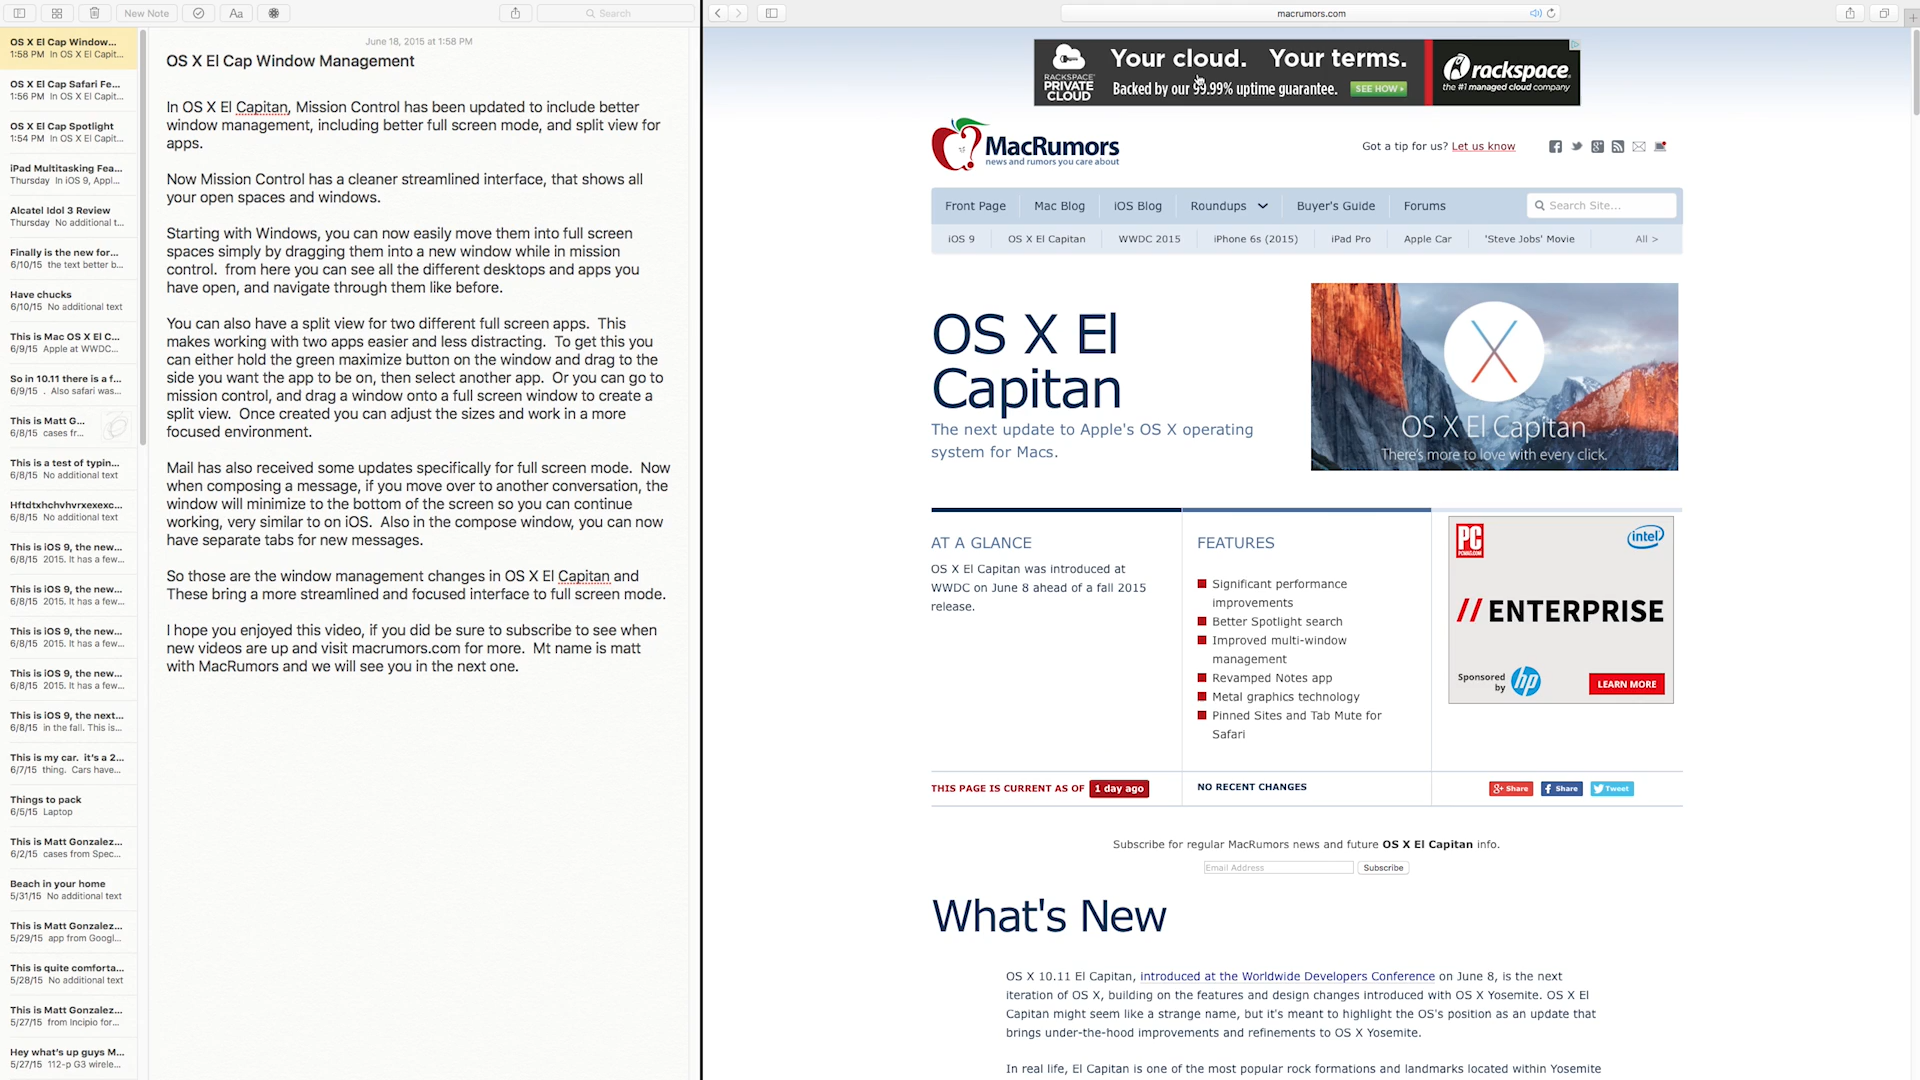 New Note
Aa
Search
OS X El Cap Window...
1:58 PM In OS X El Capit...
OS X El Cap Safari Fe...
1:56 PM In OS X El Capit...
OS X El Cap Spotlight
1:54 PM In OS X El Capit...
iPad Multitasking Fea...
Thursday In iOS 9, Appl...
Alcatel Idol 3 Review
Thursday No additional t...
Finally is the new for...
6/10/15 the text better b...
Have chucks
6/10/15 No additional text
This is Mac OS X El C...
6/9/15 Apple at WWDC...
So in 10.11 there is a f...
6/9/15 . Also safari was...
This is Matt G...
6/8/15 cases fr...
This is a test of typin...
6/8/15 No additional text
Hftdtxhchvhvrxexexc...
6/8/15 No additional text
This is iOS 9, the new...
6/8/15 2015. It has a few...
This is iOS 9, the new...
6/8/15 2015. It has a few...
This is iOS 9, the new...
6/8/15 2015. It has a few...
This is iOS 9, the new...
6/8/15 2015. It has a few...
This is iOS 9, the next...
6/8/15 in the fall. This is...
This is my car. it's a 2...
6/7/15 thing. Cars have...
Things to pack
6/5/15 Laptop
This is Matt Gonzalez...
6/2/15 cases from Spec...
Beach in your home
5/31/15 No additional text
This is Matt Gonzalez...
5/29/15 app from Googl...
This is quite comforta...
5/28/15 No additional text
This is Matt Gonzalez...
5/27/15 from Incipio for...
Hey what's up guys M...
5/27/15 112-p G3 wirele...
June 18, 2015 at 1:58 PM
OS X El Cap Window Management
In OS X El Capitan, Mission Control has been updated to include better
window management, including better full screen mode, and split view for
apps.
Now Mission Control has a cleaner streamlined interface, that shows all
your open spaces and windows.
Starting with Windows, you can now easily move them into full screen
spaces simply by dragging them into a new window while in mission
control. from here you can see all the different desktops and apps you
have open, and navigate through them like before.
You can also have a split view for two different full screen apps. This
makes working with two apps easier and less distracting. To get this you
can either hold the green maximize button on the window and drag to the
side you want the app to be on, then select another app. Or you can go to
mission control, and drag a window onto a full screen window to create a
split view. Once created you can adjust the sizes and work in a more
focused environment.
Mail has also received some updates specifically for full screen mode. Now
when composing a message, if you move over to another conversation, the
window will minimize to the bottom of the screen so you can continue
working, very similar to on iOS. Also in the compose window, you can now
have separate tabs for new messages.
So those are the window management changes in OS X El Capitan and
These bring a more streamlined and focused interface to full screen mode.
I hope you enjoyed this video, if you did be sure to subscribe to see when
new videos are up and visit macrumors.com for more. Mt name is matt
with MacRumors and we will see you in the next one.
macrumors.com
RACKSPACE
PRIVATE
CLOUD
Your cloud. Your terms.
Backed by our 99.99% uptime guarantee.
SEE HOW
rackspace.
the #1 managed cloud company
MacRumors
news and rumors you care about
Got a tip for us? Let us know
Front Page
Mac Blog
iOS Blog
Roundups
Buyer's Guide
Forums
Search Site...
iOS 9
OS X El Capitan
WWDC 2015
iPhone 6s (2015)
iPad Pro
Apple Car
'Steve Jobs' Movie
All >
OS X El
Capitan
The next update to Apple's OS X operating
system for Macs.
OS X El Capitan
There's more to love with every click.
AT A GLANCE
OS X El Capitan was introduced at
WWDC on June 8 ahead of a fall 2015
release.
FEATURES
Significant performance
improvements
Better Spotlight search
Improved multi-window
management
Revamped Notes app
Metal graphics technology
Pinned Sites and Tab Mute for
Safari
PC
PCMAG.COM
intel
// ENTERPRISE
Sponsored
by
hp
LEARN MORE
THIS PAGE IS CURRENT AS OF 1 day ago
NO RECENT CHANGES
g+ Share
f Share
Tweet
Subscribe for regular MacRumors news and future OS X El Capitan info.
Email Address
Subscribe
What's New
OS X 10.11 El Capitan, introduced at the Worldwide Developers Conference on June 8, is the next
iteration of OS X, building on the features and design changes introduced with OS X Yosemite. OS X El
Capitan might seem like a strange name, but it's meant to highlight the OS's position as an update that
brings under-the-hood improvements and refinements to OS X Yosemite.
In real life, El Capitan is one of the most popular rock formations and landmarks located within Yosemite